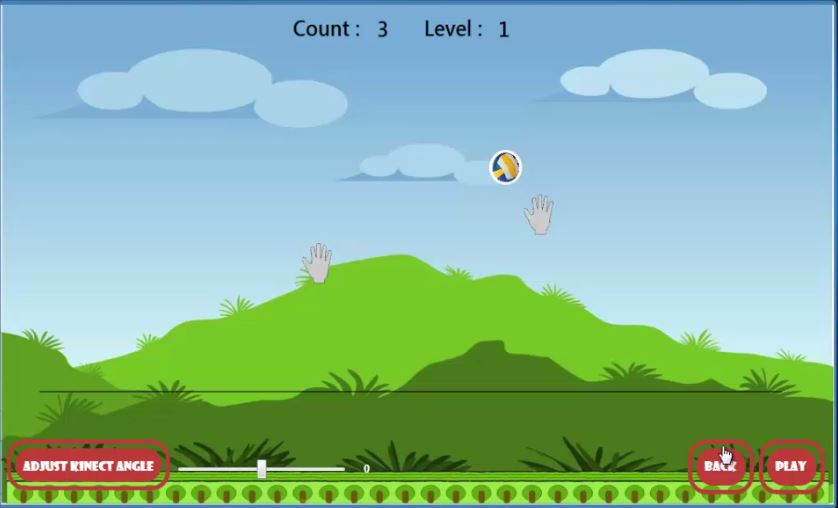 Count : 3 Level : 1
ADJUST KINECT ANGLE 0 BACK PLAY